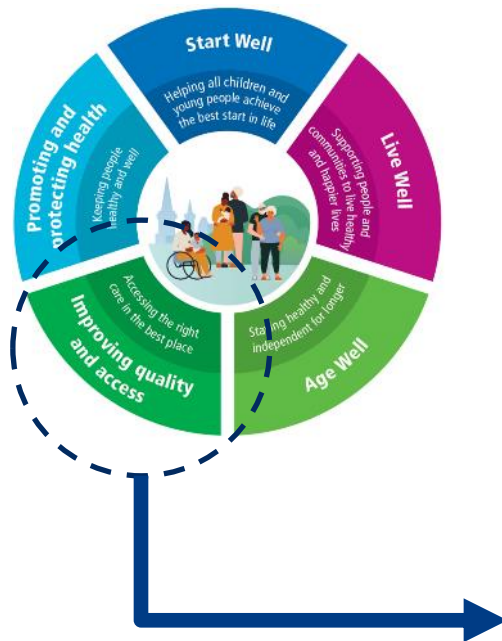 Start Well
Helping all children and
young people achieve
the best start in life
Live Well
Supporting people and
communities to live healthy
and happier lives
Age Well
Staying healthy and
independent for longer
Improving quality
and access
Accessing the right
care in the best place
Promoting and
protecting health
Keeping people
healthy and well